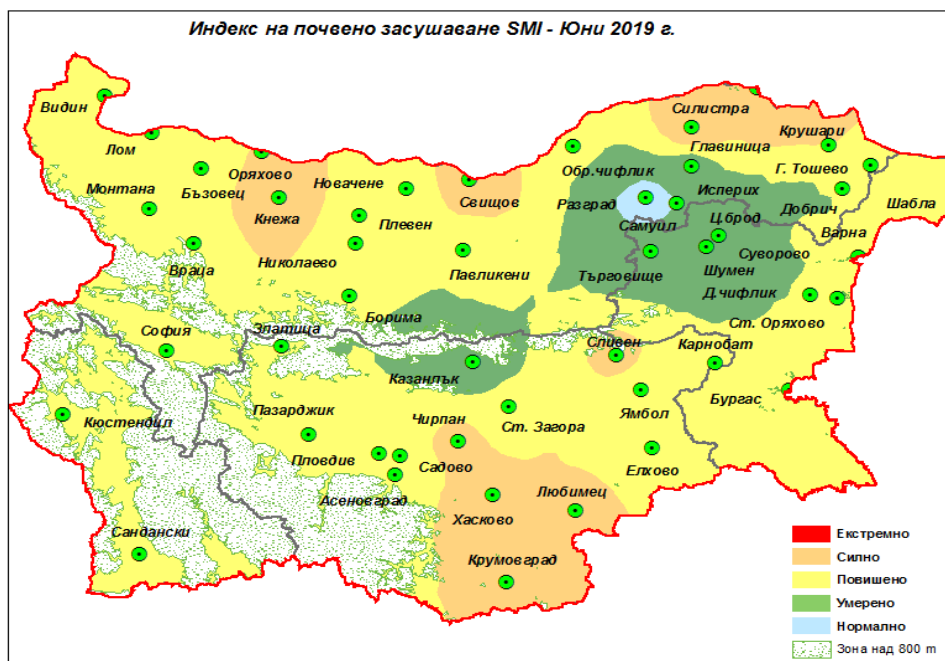 Индекс на почвено засушаване SMI - Юни 2019 г.
Видин
Силистра
Лом
Крушари
Главиница
Оряхово
Обр.чифлик
Г. Тошево
Монтана
Бъзовец
Новачене
Исперих
Свищов
Разград
Добрич
Шабла
Кнежа
Плевен
Ц.брод
Самуил
Варна
Враца
Николаево
Павликени
Суворово
Търговище
Шумен
Д.чифлик
Борима
Ст. Оряхово
София
Златица
Сливен
Карнобат
Казанлък
Бургас
Пазарджик
Чирпан
Ямбол
Кюстендил
Ст. Загора
Пловдив
Садово
Елхово
Асеновград
Любимец
Хасково
Сандански
Крумовград
Екстремно
Силно
Повишено
Умерено
Нормално
Зона над 800 m